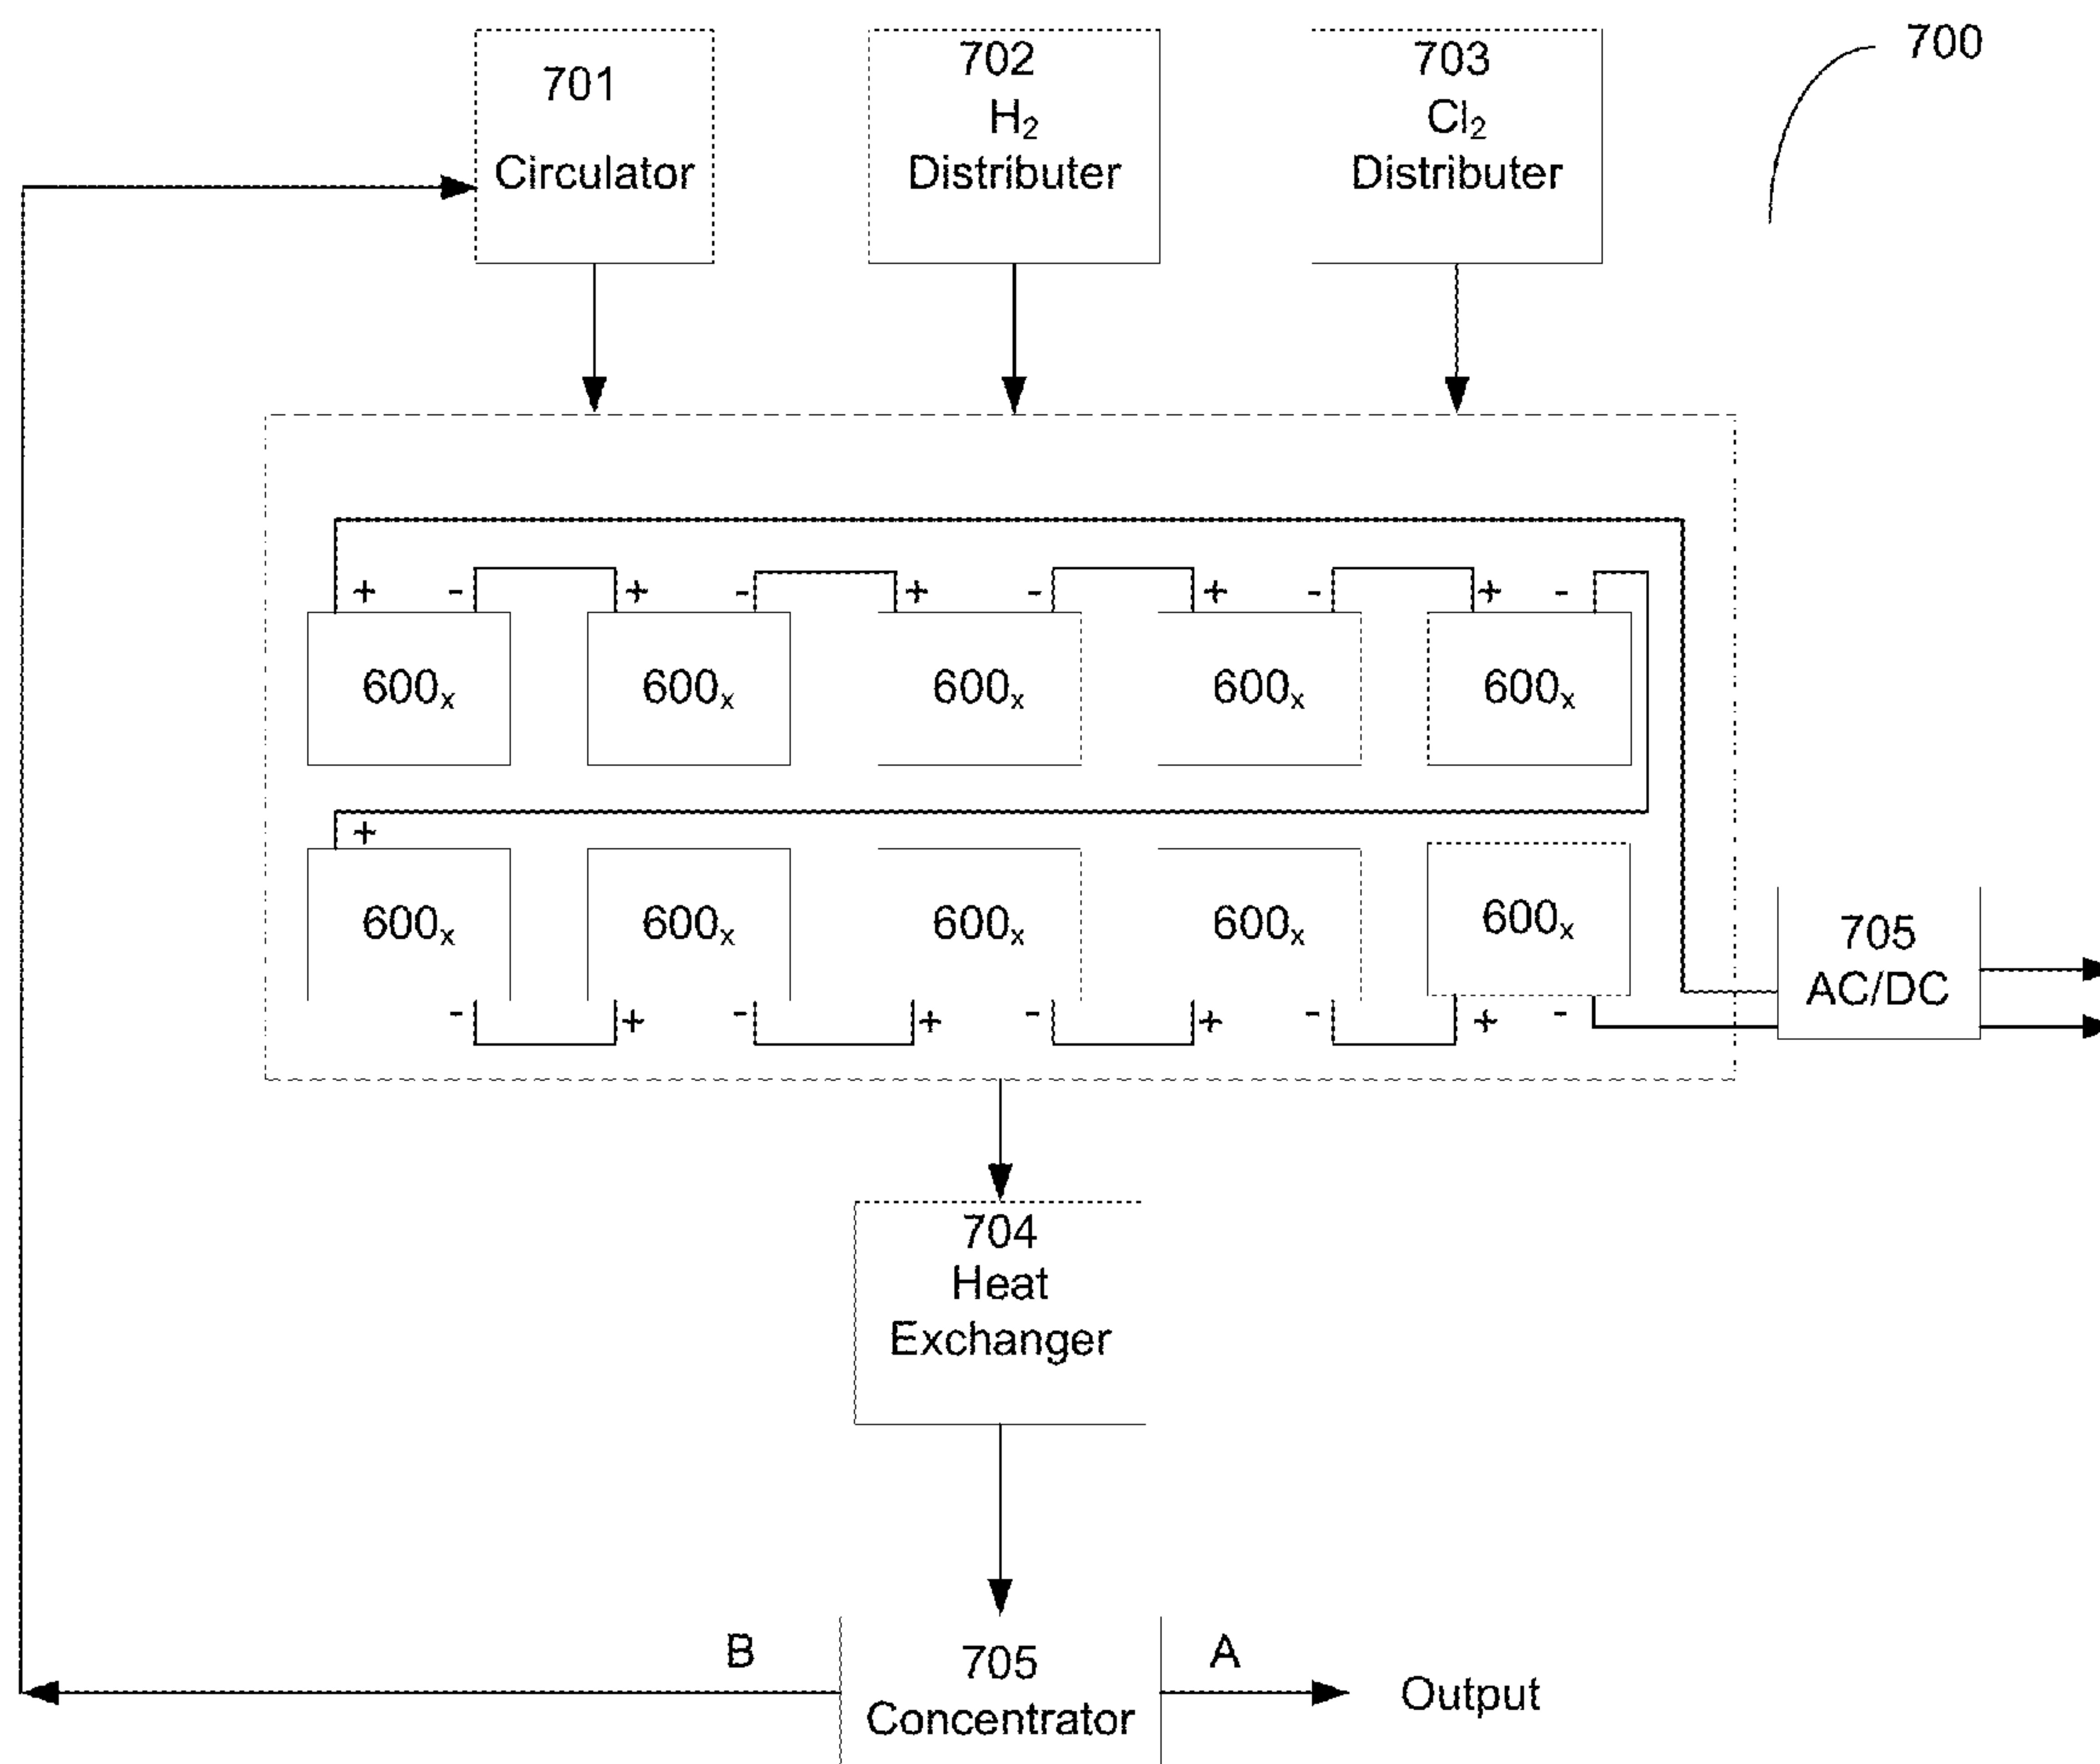 700
701
Circulator
702
H₂
Distributer
703
Cl₂
Distributer
+ - + - + - + - + -
600ₓ 600ₓ 600ₓ 600ₓ 600ₓ
+
600ₓ 600ₓ 600ₓ 600ₓ 600ₓ
- + - + - + - + -
705
AC/DC
704
Heat
Exchanger
B
705
Concentrator
A
Output